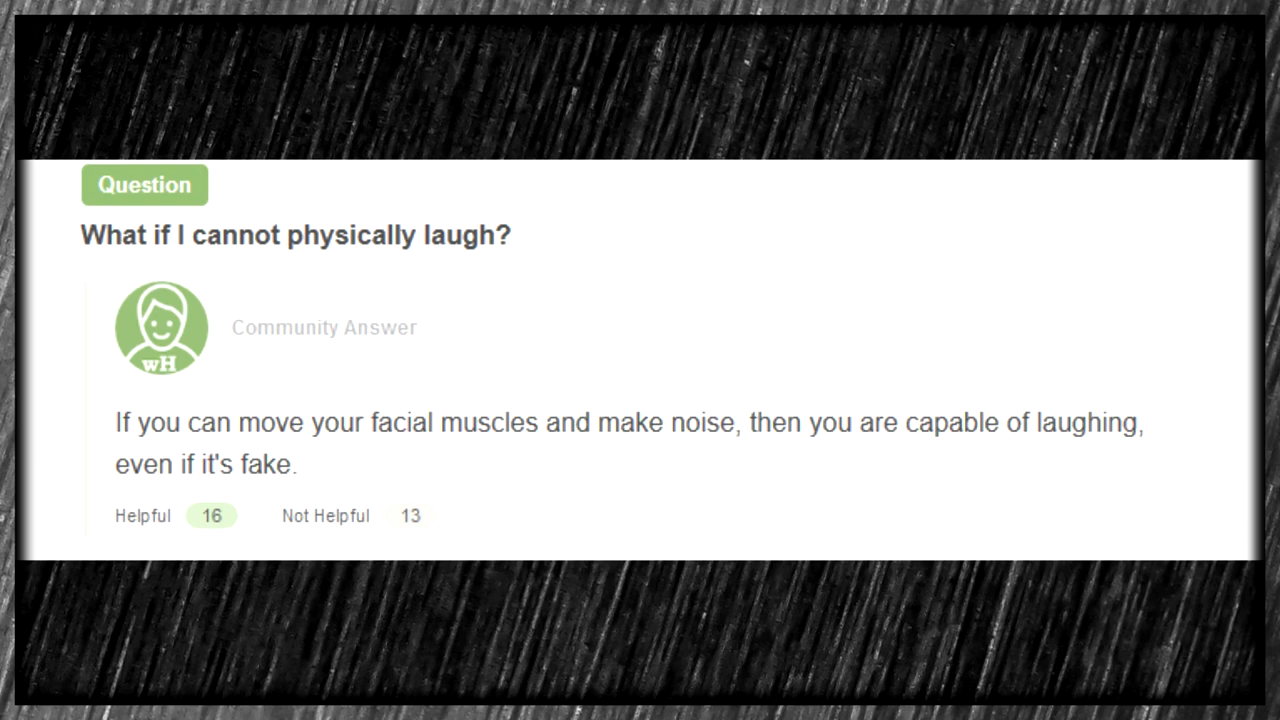 Question
What if I cannot physically laugh?
wH
Community Answer
If you can move your facial muscles and make noise, then you are capable of laughing,
even if it's fake.
Helpful 16 Not Helpful 13